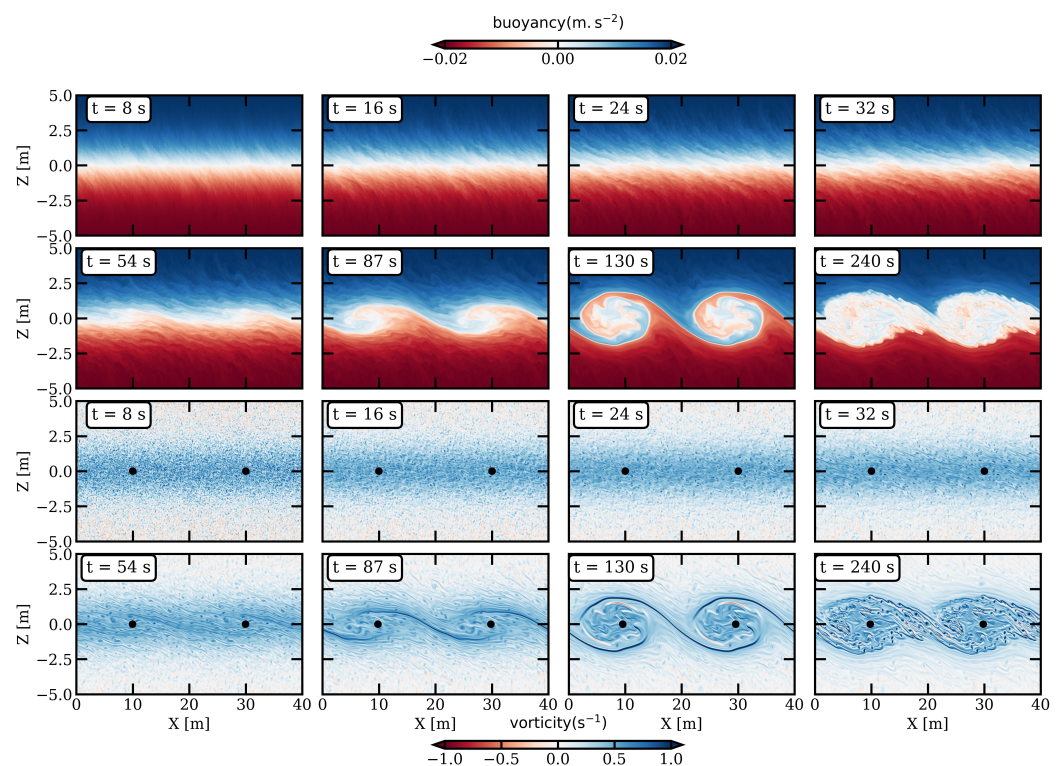 buoyancy(m. s⁻²)
−0.02 0.00 0.02
5.0 t = 8 s t = 16 s t = 24 s t = 32 s
2.5
Z [m] 0.0
−2.5
−5.0
5.0 t = 54 s t = 87 s t = 130 s t = 240 s
2.5
Z [m] 0.0
−2.5
−5.0
5.0 t = 8 s t = 16 s t = 24 s t = 32 s
2.5
Z [m] 0.0
−2.5
−5.0
5.0 t = 54 s t = 87 s t = 130 s t = 240 s
2.5
Z [m] 0.0
−2.5
−5.0
0 10 20 30 40 0 10 20 30 40 0 10 20 30 40 0 10 20 30 40
X [m] X [m] X [m] X [m]
vorticity(s⁻¹)
−1.0 −0.5 0.0 0.5 1.0